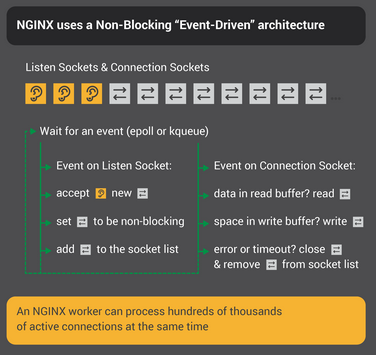 NGINX uses a Non-Blocking “Event-Driven” architecture
Listen Sockets & Connection Sockets
...
Wait for an event (epoll or kqueue)
Event on Listen Socket:
accept new
set to be non-blocking
add to the socket list
Event on Connection Socket:
data in read buffer? read
space in write buffer? write
error or timeout? close
& remove from socket list
An NGINX worker can process hundreds of thousands
of active connections at the same time